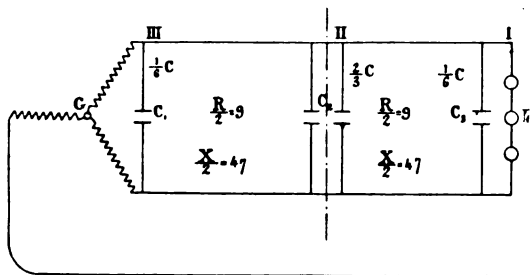 III II I
1/6 C 2/3 C 1/6 C
G C₁ C₂ C₃
R/2 = 9 R/2 = 9
X/2 = 47 X/2 = 47